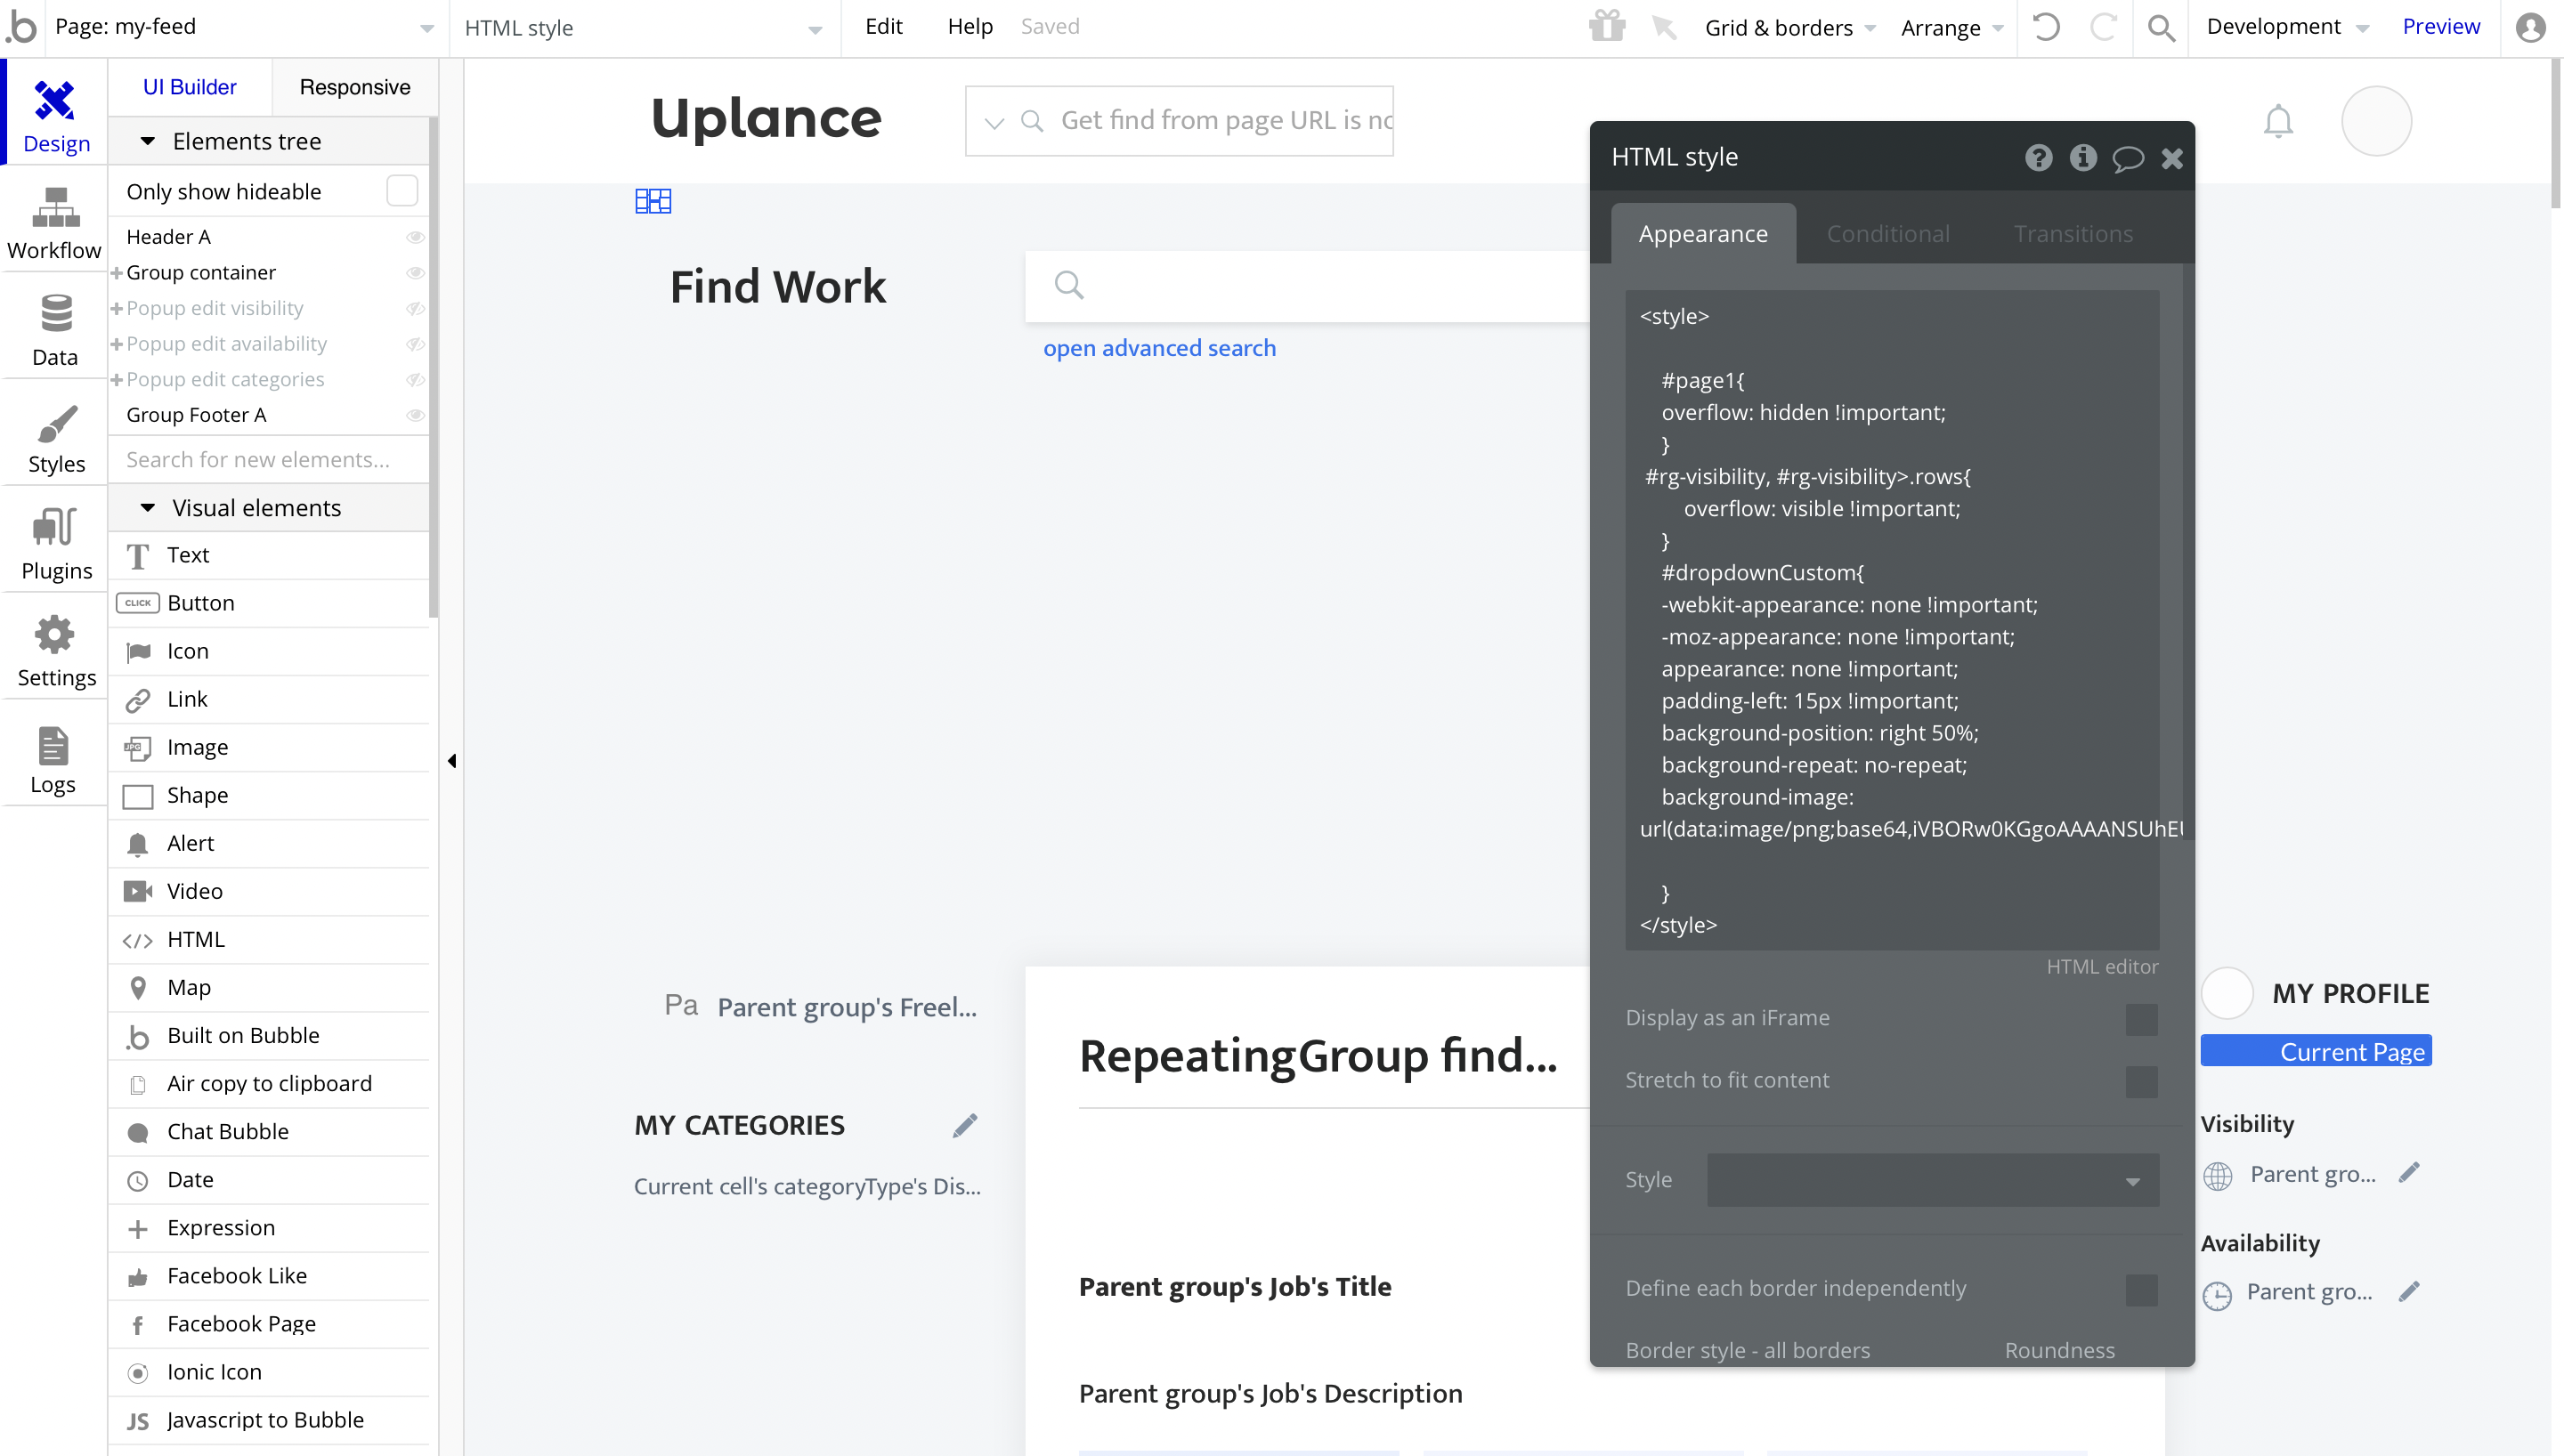 .b Page: my-feed HTML style Edit Help Saved Grid & borders Arrange Development Preview
Design
Workflow
Data
Styles
Plugins
Settings
Logs
UI Builder Responsive
Elements tree
Only show hideable
Header A
+ Group container
+ Popup edit visibility
+ Popup edit availability
+ Popup edit categories
Group Footer A
Search for new elements...
Visual elements
T Text
CLICK Button
Icon
Link
JPG Image
Shape
Alert
Video
</> HTML
Map
.b Built on Bubble
Air copy to clipboard
Chat Bubble
Date
Expression
Facebook Like
f Facebook Page
Ionic Icon
JS Javascript to Bubble
Uplance
Get find from page URL is nc
Find Work
open advanced search
Pa Parent group's Freel...
MY CATEGORIES
Current cell's categoryType's Dis...
RepeatingGroup find...
Parent group's Job's Title
Parent group's Job's Description
HTML style
Appearance Conditional Transitions
<style>
#page1{
overflow: hidden !important;
}
#rg-visibility, #rg-visibility>.rows{
overflow: visible !important;
}
#dropdownCustom{
-webkit-appearance: none !important;
-moz-appearance: none !important;
appearance: none !important;
padding-left: 15px !important;
background-position: right 50%;
background-repeat: no-repeat;
background-image:
url(data:image/png;base64,iVBORw0KGgoAAAANSUhEU
}
</style>
HTML editor
Display as an iFrame
Stretch to fit content
Style
Define each border independently
Border style - all borders Roundness
MY PROFILE
Current Page
Visibility
Parent gro...
Availability
Parent gro...